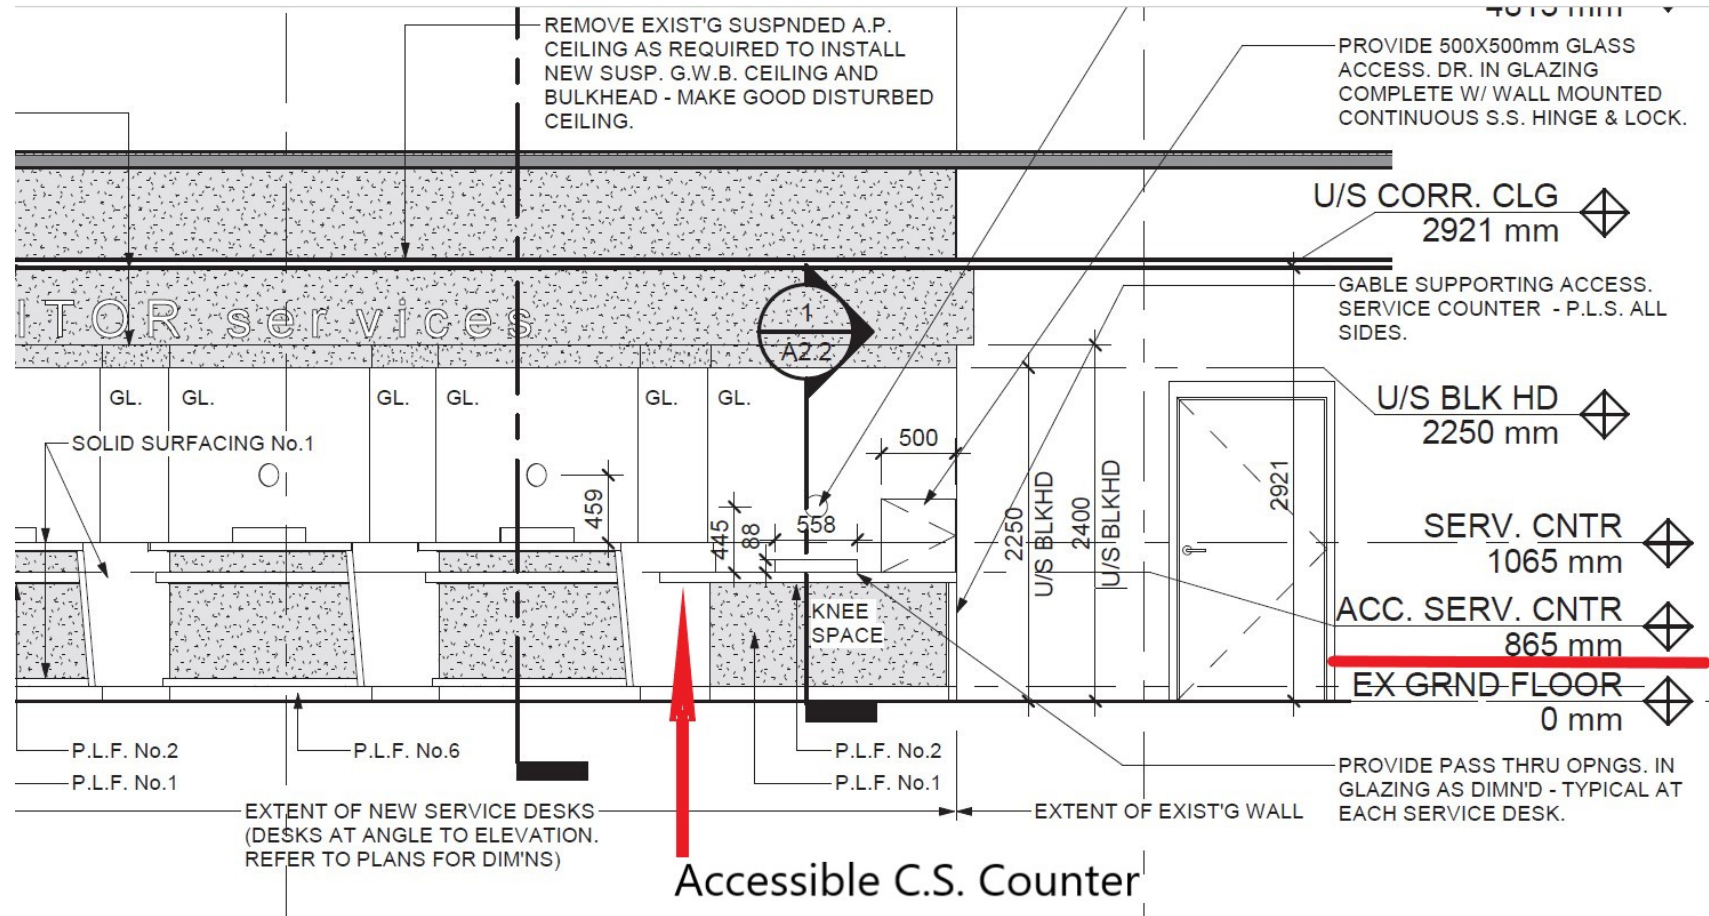 REMOVE EXIST'G SUSPNDED A.P.
CEILING AS REQUIRED TO INSTALL
NEW SUSP. G.W.B. CEILING AND
BULKHEAD - MAKE GOOD DISTURBED
CEILING.
PROVIDE 500X500mm GLASS
ACCESS. DR. IN GLAZING
COMPLETE W/ WALL MOUNTED
CONTINUOUS S.S. HINGE & LOCK.
U/S CORR. CLG
2921 mm
GABLE SUPPORTING ACCESS.
SERVICE COUNTER - P.L.S. ALL
SIDES.
ITOR services
1
A2.2
U/S BLK HD
2250 mm
GL.
GL.
GL.
GL.
GL.
GL.
SOLID SURFACING No.1
500
459
445
88
558
2250
U/S BLKHD
2400
U/S BLKHD
2921
SERV. CNTR
1065 mm
KNEE
SPACE
ACC. SERV. CNTR
865 mm
EX GRND FLOOR
0 mm
P.L.F. No.2
P.L.F. No.1
P.L.F. No.6
P.L.F. No.2
P.L.F. No.1
PROVIDE PASS THRU OPNGS. IN
GLAZING AS DIMN'D - TYPICAL AT
EACH SERVICE DESK.
EXTENT OF NEW SERVICE DESKS
(DESKS AT ANGLE TO ELEVATION.
REFER TO PLANS FOR DIM'NS)
EXTENT OF EXIST'G WALL
Accessible C.S. Counter